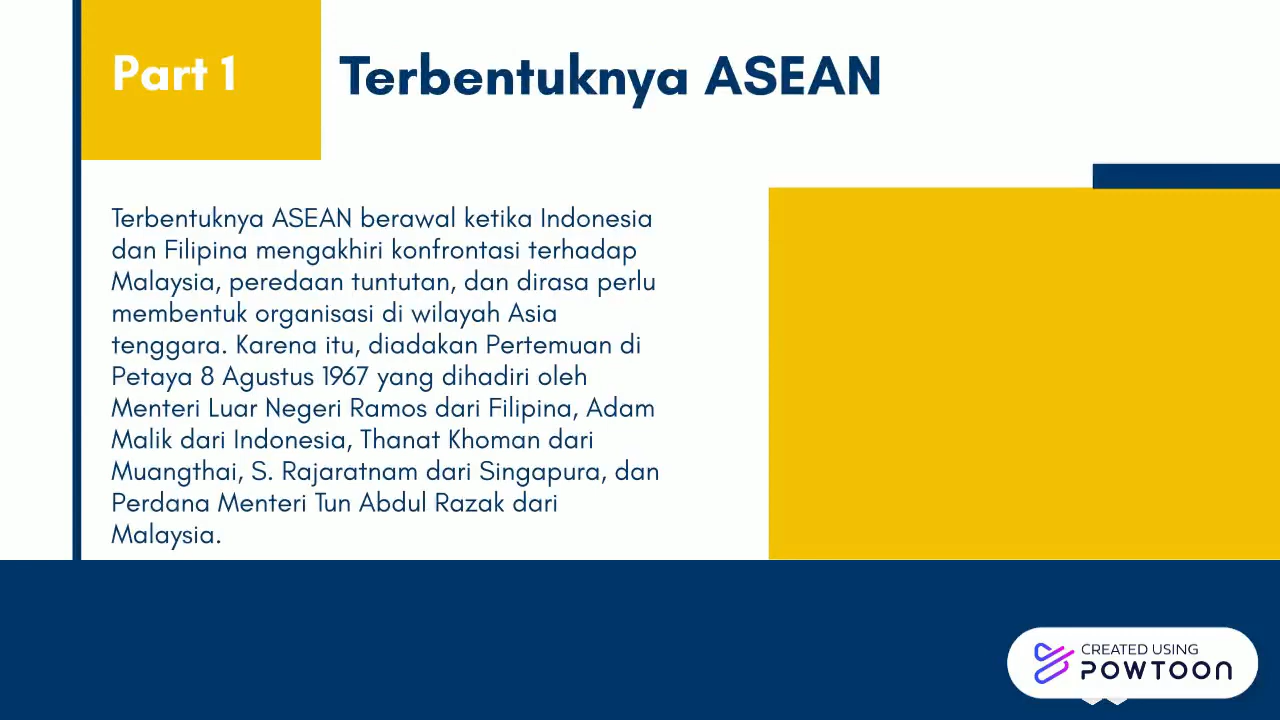 Part 1
Terbentuknya ASEAN
Terbentuknya ASEAN berawal ketika Indonesia
dan Filipina mengakhiri konfrontasi terhadap
Malaysia, peredaan tuntutan, dan dirasa perlu
membentuk organisasi di wilayah Asia
tenggara. Karena itu, diadakan Pertemuan di
Petaya 8 Agustus 1967 yang dihadiri oleh
Menteri Luar Negeri Ramos dari Filipina, Adam
Malik dari Indonesia, Thanat Khoman dari
Muangthai, S. Rajaratnam dari Singapura, dan
Perdana Menteri Tun Abdul Razak dari
Malaysia.
CREATED USING
POWTOON